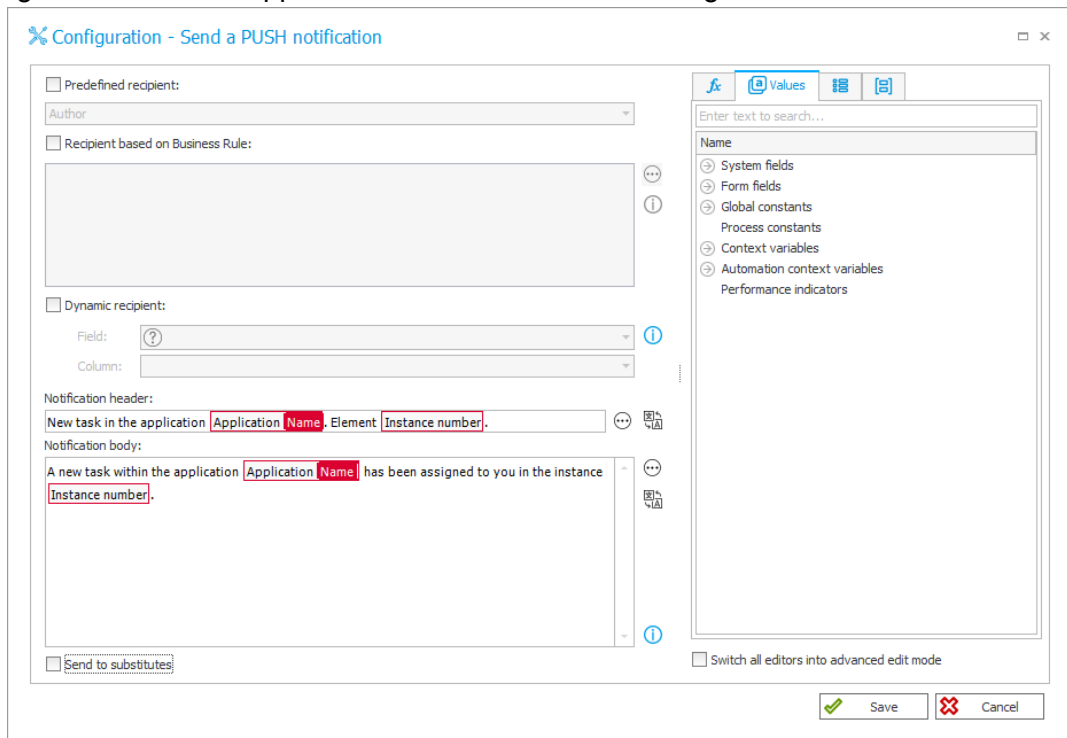 Configuration - Send a PUSH notification
Predefined recipient:
Author
Recipient based on Business Rule:
Dynamic recipient:
Field:
Column:
Notification header:
New task in the application Application Name . Element Instance number .
Notification body:
A new task within the application Application Name has been assigned to you in the instance
Instance number .
Send to substitutes
fx Values
Enter text to search...
Name
System fields
Form fields
Global constants
Process constants
Context variables
Automation context variables
Performance indicators
Switch all editors into advanced edit mode
Save Cancel